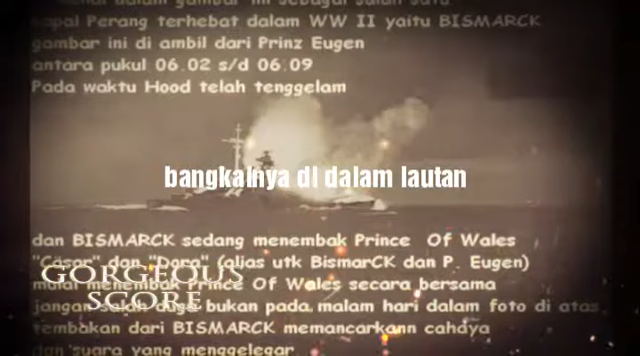 kapal Perang terhebat dalam WW II yaitu BISMARCK
gambar ini di ambil dari Prinz Eugen
antara pukul 06.02 s/d 06:09
Pada waktu Hood telah tenggelam
bangkainya di dalam lautan
dan BISMARCK sedang menembak Prince Of Wales
"Cäsar" dan "Dora" (alias utk BismarCK dan P. Eugen)
GORGEOUS
SCORE
mulai menembak Prince Of Wales secara bersama
jangan salah duga bukan pada malam hari dalam foto di atas
tembakan dari BISMARCK memancarkann cahaya
dan suara yang menggelegar